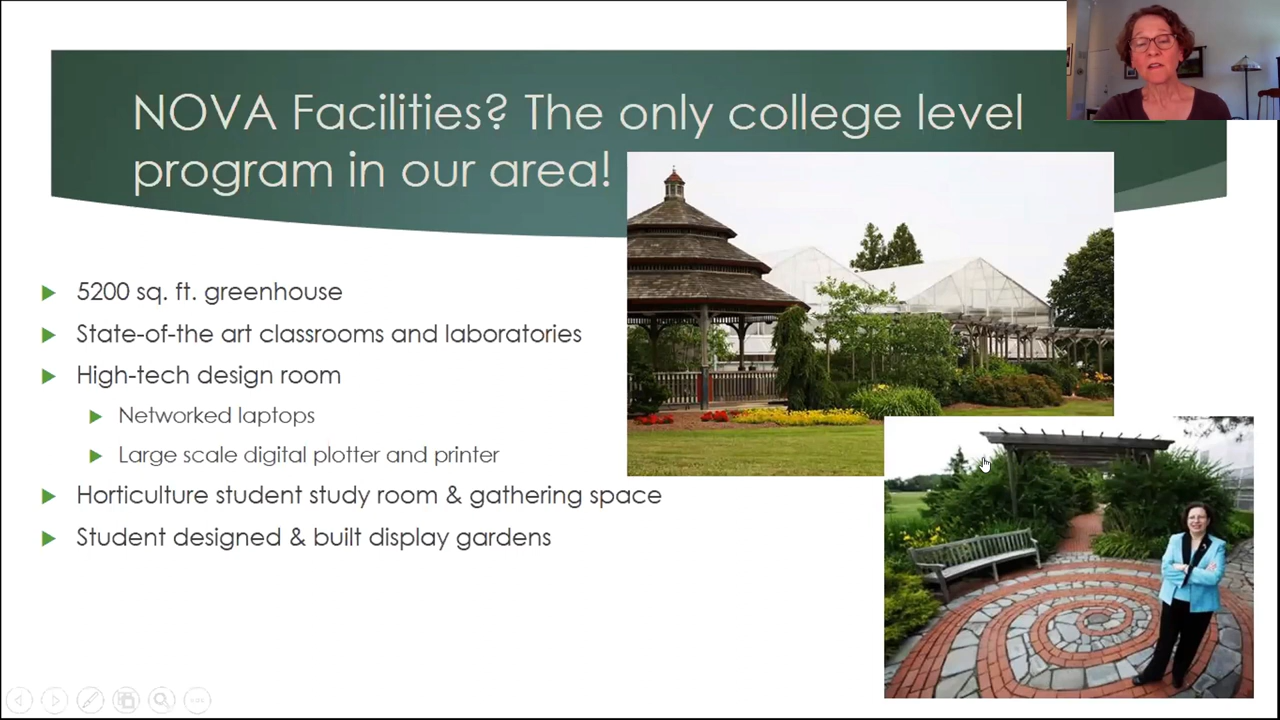 NOVA Facilities? The only college level
program in our area!
5200 sq. ft. greenhouse
State-of-the art classrooms and laboratories
High-tech design room
Networked laptops
Large scale digital plotter and printer
Horticulture student study room & gathering space
Student designed & built display gardens